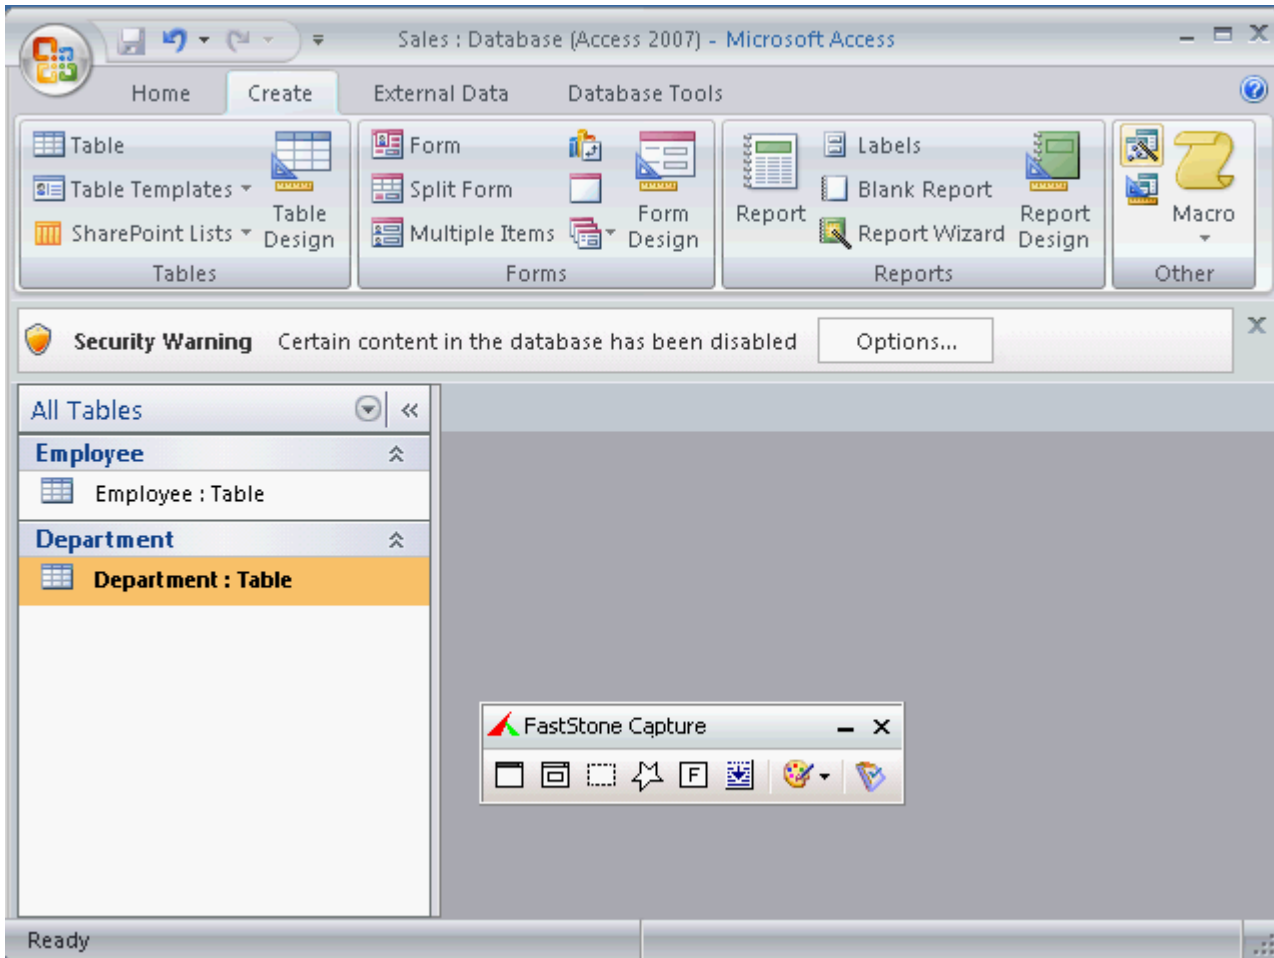 Sales : Database (Access 2007) - Microsoft Access
Home Create External Data Database Tools
Table
Table Templates
SharePoint Lists
Table Design
Tables
Form
Split Form
Multiple Items
Form Design
Forms
Report
Labels
Blank Report
Report Wizard
Report Design
Reports
Macro
Other
Security Warning Certain content in the database has been disabled Options...
All Tables
Employee
Employee : Table
Department
Department : Table
FastStone Capture
F
Ready